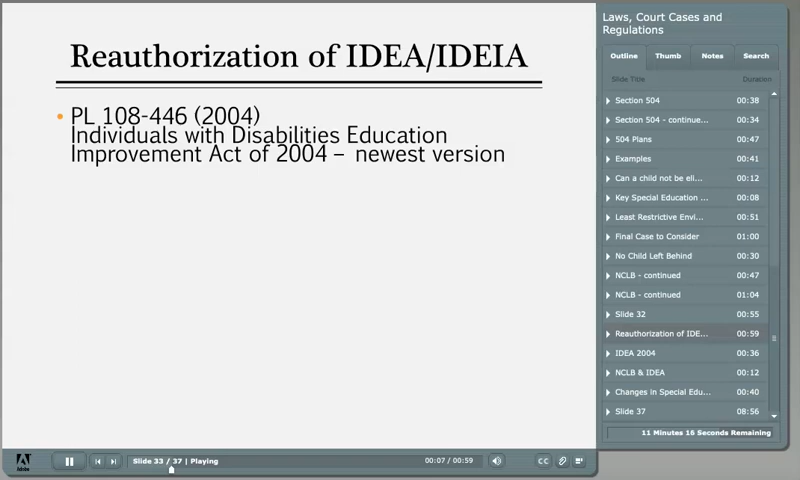 Reauthorization of IDEA/IDEIA
• PL 108-446 (2004)
Individuals with Disabilities Education
Improvement Act of 2004 – newest version
Laws, Court Cases and
Regulations
Outline Thumb Notes Search
Slide Title Duration
Section 504 00:38
Section 504 - continue... 00:34
504 Plans 00:47
Examples 00:41
Can a child not be eli... 00:12
Key Special Education ... 00:08
Least Restrictive Envi... 00:51
Final Case to Consider 01:00
No Child Left Behind 00:30
NCLB - continued 00:47
NCLB - continued 01:04
Slide 32 00:55
Reauthorization of IDE... 00:59
IDEA 2004 00:36
NCLB & IDEA 00:12
Changes in Special Edu... 00:40
Slide 37 08:56
11 Minutes 16 Seconds Remaining
Adobe
Slide 33 / 37 | Playing 00:07 / 00:59 CC